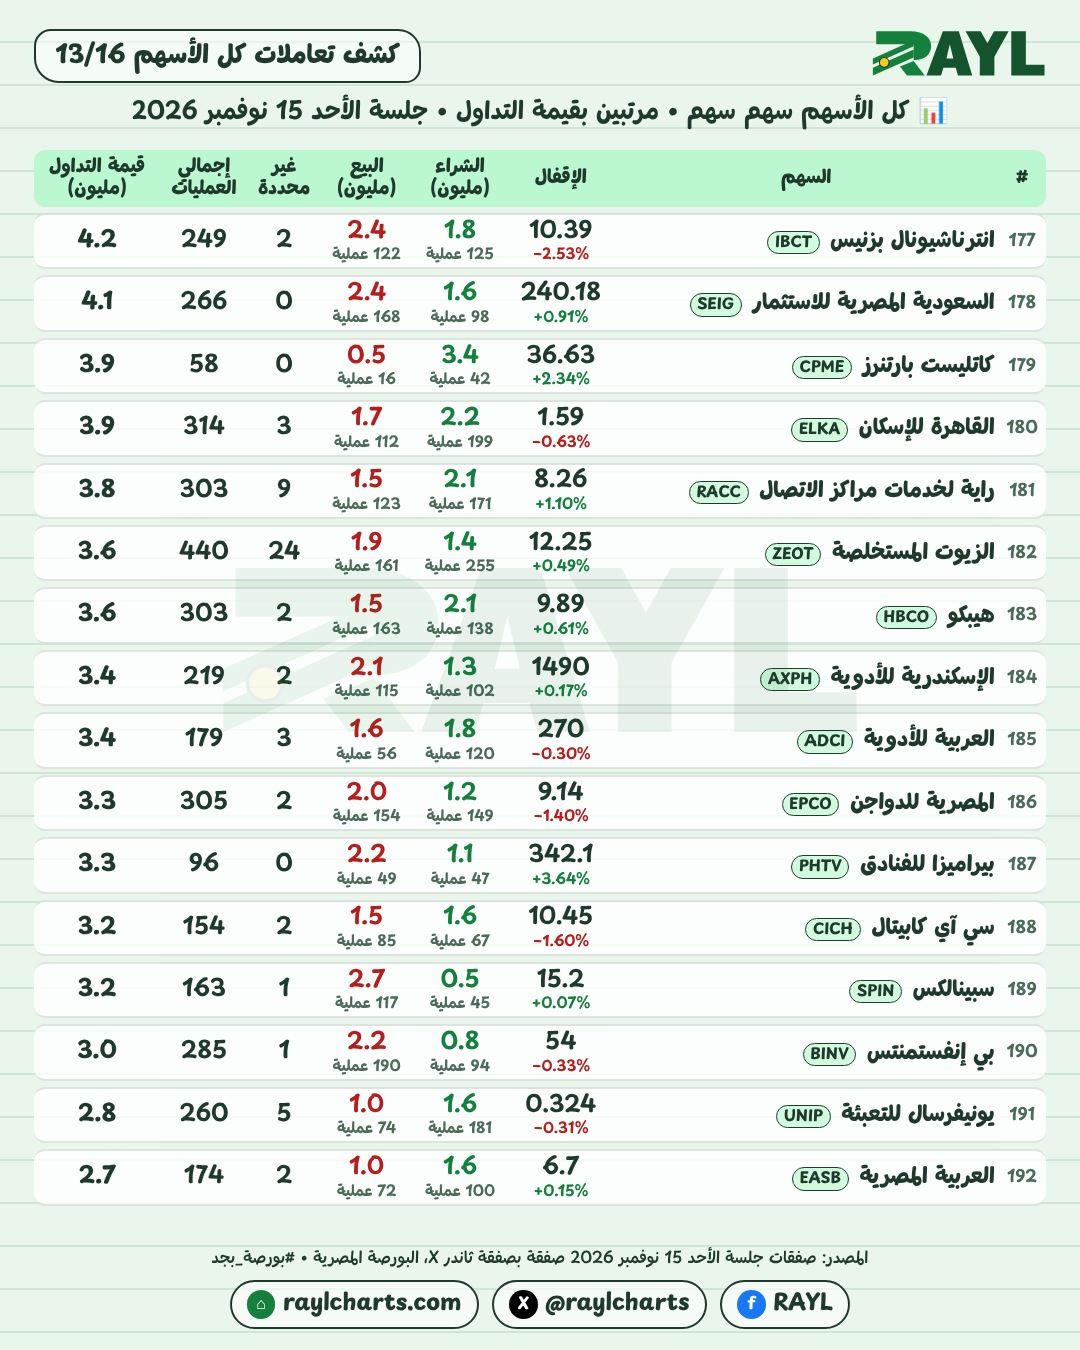 RAYL
كشف تعاملات كل الأسهم 13/16
📊 كل الأسهم سهم سهم • مرتبين بقيمة التداول • جلسة الأحد 15 نوفمبر 2026
# السهم الإقفال الشراء (مليون) البيع (مليون) غير محددة إجمالي العمليات قيمة التداول (مليون)
177 انترناشيونال بزنيس IBCT 10.39 1.8 2.4 2 249 4.2
-2.53% 125 عملية 122 عملية
178 السعودية المصرية للاستثمار SEIG 240.18 1.6 2.4 0 266 4.1
+0.91% 98 عملية 168 عملية
179 كاتليست بارتنرز CPME 36.63 3.4 0.5 0 58 3.9
+2.34% 42 عملية 16 عملية
180 القاهرة للإسكان ELKA 1.59 2.2 1.7 3 314 3.9
-0.63% 199 عملية 112 عملية
181 راية لخدمات مراكز الاتصال RACC 8.26 2.1 1.5 9 303 3.8
+1.10% 171 عملية 123 عملية
182 الزيوت المستخلصة ZEOT 12.25 1.4 1.9 24 440 3.6
+0.49% 255 عملية 161 عملية
183 هيبكو HBCO 9.89 2.1 1.5 2 303 3.6
+0.61% 138 عملية 163 عملية
184 الإسكندرية للأدوية AXPH 1490 1.3 2.1 2 219 3.4
+0.17% 102 عملية 115 عملية
185 العربية للأدوية ADCI 270 1.8 1.6 3 179 3.4
-0.30% 120 عملية 56 عملية
186 المصرية للدواجن EPCO 9.14 1.2 2.0 2 305 3.3
-1.40% 149 عملية 154 عملية
187 بيراميزا للفنادق PHTV 342.1 1.1 2.2 0 96 3.3
+3.64% 47 عملية 49 عملية
188 سي آي كابيتال CICH 10.45 1.6 1.5 2 154 3.2
-1.60% 67 عملية 85 عملية
189 سبينالكس SPIN 15.2 0.5 2.7 1 163 3.2
+0.07% 45 عملية 117 عملية
190 بي إنفستمنتس BINV 54 0.8 2.2 1 285 3.0
-0.33% 94 عملية 190 عملية
191 يونيفرسال للتعبئة UNIP 0.324 1.6 1.0 5 260 2.8
-0.31% 181 عملية 74 عملية
192 العربية المصرية EASB 6.7 1.6 1.0 2 174 2.7
+0.15% 100 عملية 72 عملية
RAYL
المصدر: صفقات جلسة الأحد 15 نوفمبر 2026 صفقة بصفقة ثاندر X، البورصة المصرية • #بورصة_بجد
raylcharts.com @raylcharts RAYL